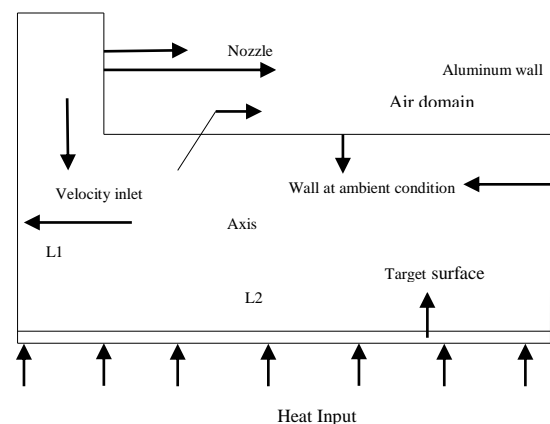 Nozzle
Aluminum wall
Air domain
Velocity inlet
Wall at ambient condition
Axis
L1
Target surface
L2
Heat Input